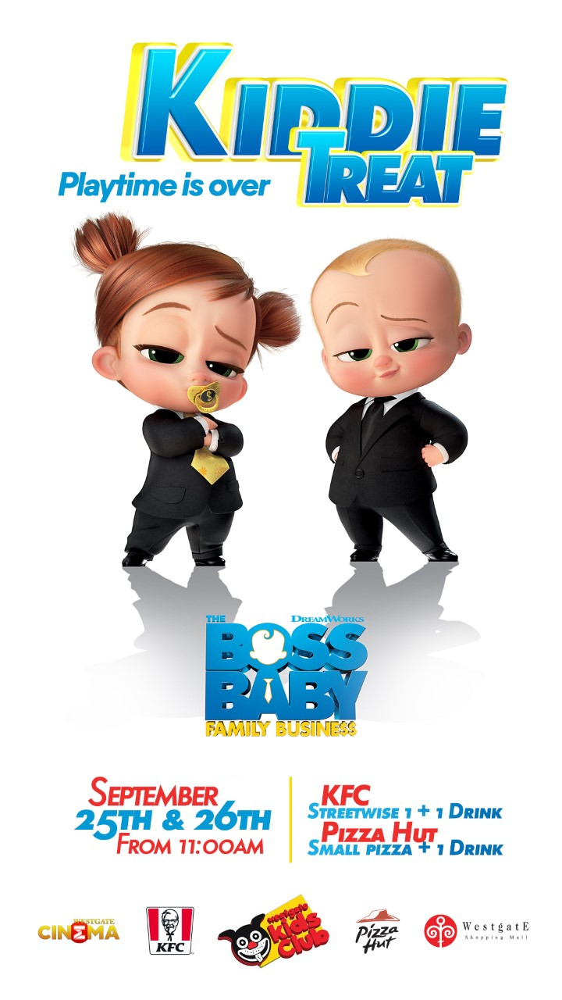 KIDDIE
TREAT
Playtime is over
$
THE
DREAMWORKS
BOSS
BABY
FAMILY BUSINE$$
SEPTEMBER
25TH & 26TH
FROM 11:00AM
KFC
STREETWISE 1 + 1 DRINK
PIZZA HUT
SMALL PIZZA + 1 DRINK
WESTGATE
CINEMA
KFC
Westgate
Kids
Club
Pizza
Hut
WestgatE
Shopping Mall